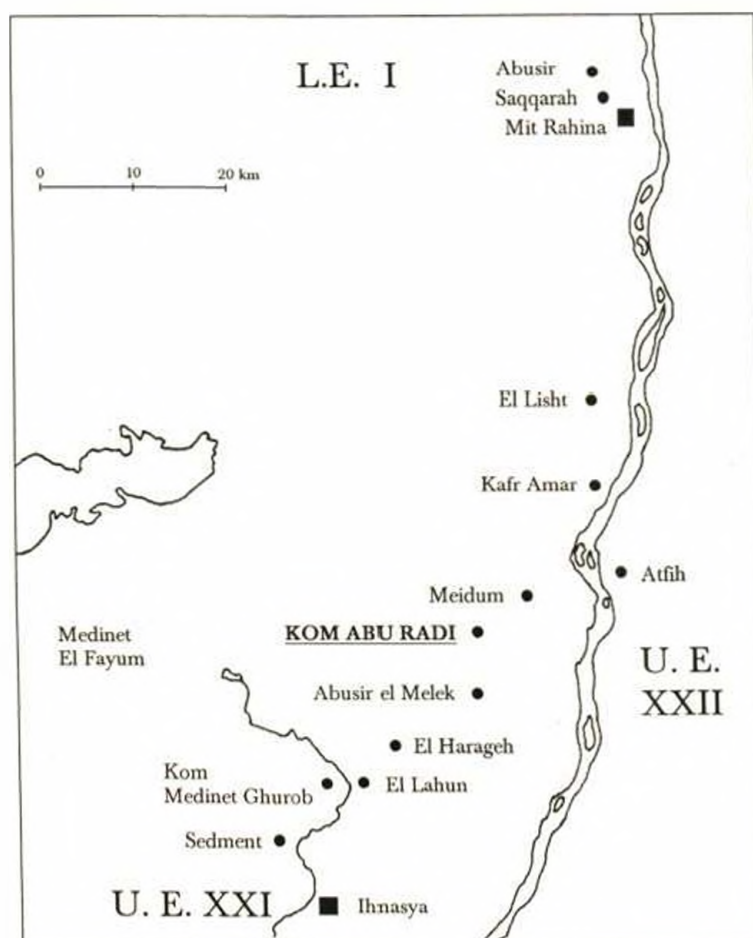 L.E. I
Abusir
Saqqarah
Mit Rahina
0 10 20 km
El Lisht
Kafr Amar
Atfih
Meidum
KOM ABU RADI
Medinet
El Fayum
U. E.
XXII
Abusir el Melek
El Harageh
Kom
Medinet Ghurob
El Lahun
Sedment
U. E. XXI
Ihnasya